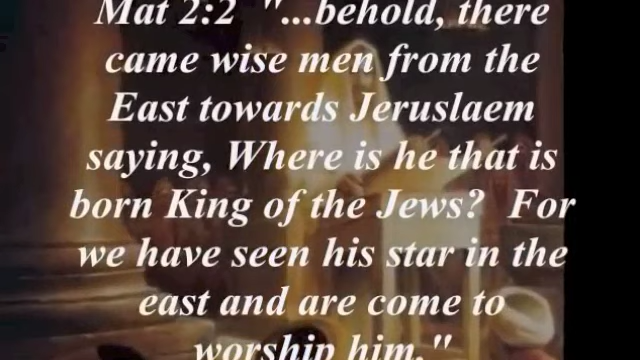 Mat 2:2 "...behold, there
came wise men from the
East towards Jeruslaem
saying, Where is he that is
born King of the Jews? For
we have seen his star in the
east and are come to
worship him."